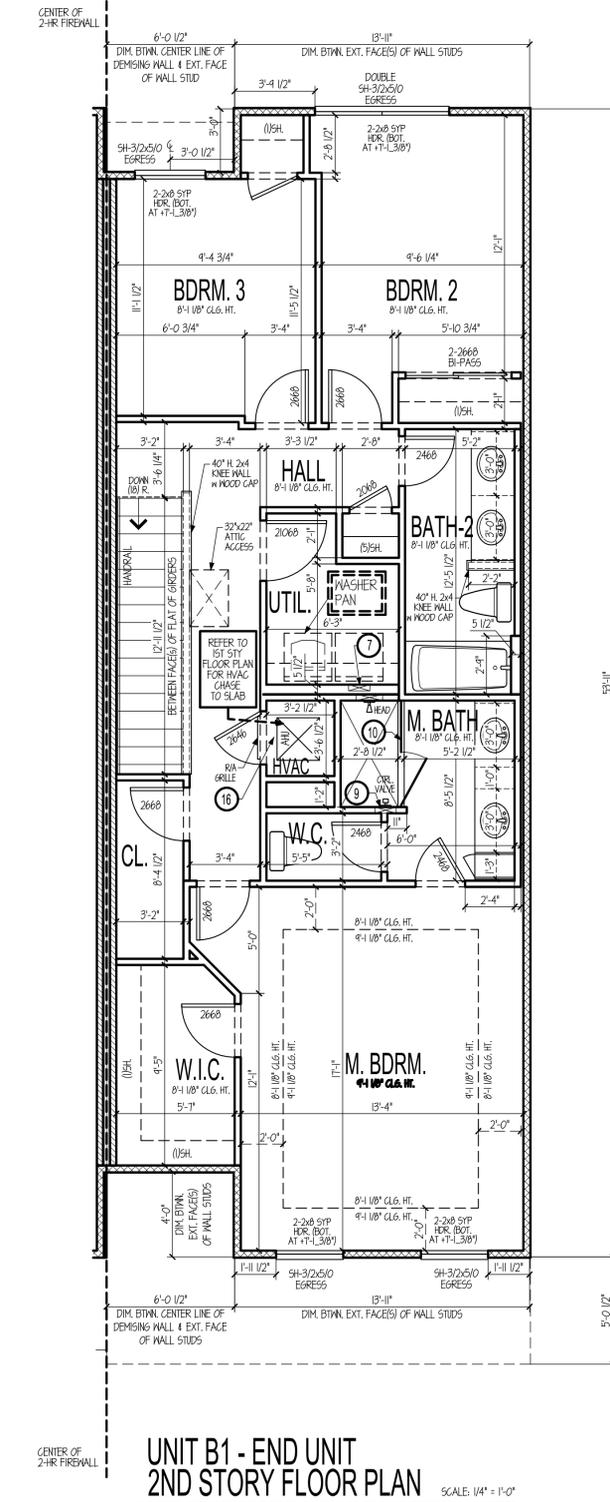 CENTER OF
2-HR FIREWALL
6'-0 1/2"
13'-11"
DIM. BTWN. CENTER LINE OF
DEMISING WALL & EXT. FACE
OF WALL STUD
DIM. BTWN. EXT. FACE(S) OF WALL STUDS
3'-9 1/2"
DOUBLE
SH-3/2x5/0
EGRESS
3'-0"
(1)SH.
2'-8 1/2"
2-2x8 SYP
HDR. (BOT.
AT +7'-1_3/8")
SH-3/2x5/0
EGRESS
3'-0 1/2"
2-2x8 SYP
HDR. (BOT.
AT +7'-1_3/8")
12'-1"
9'-4 3/4"
9'-6 1/4"
BDRM. 3
8'-1 1/8" CLG. HT.
BDRM. 2
8'-1 1/8" CLG. HT.
11'-1 1/2"
11'-5 1/2"
6'-0 3/4"
3'-4"
3'-4"
5'-10 3/4"
2-2668
BI-PASS
2668
2668
(1)SH.
2'-1"
3'-2"
3'-4"
3'-3 1/2"
2'-8"
5'-2"
3'-6 1/4"
2468
3'-0"
DOWN
(18) R.
40" H. 2x4
KNEE WALL
w WOOD CAP
HALL
8'-1 1/8" CLG. HT.
2068
32"x22"
ATTIC
ACCESS
21068
2'-1"
(5)SH.
BATH-2
8'-1 1/8" CLG. HT.
3'-0"
HANDRAIL
12'-11 1/2"
BETWEEN FACE(s) OF FLAT OF GIRDERS
UTIL.
5'-8"
WASHER
PAN
6'-3"
12'-5 1/2"
2'-2"
40" H. 2x4
KNEE WALL
w WOOD CAP
5 1/2"
REFER TO
1ST STY
FLOOR PLAN
FOR HVAC
CHASE
TO SLAB
7
5 1/2"
2'-9"
53'-11"
3'-2 1/2"
HEAD
M. BATH
8'-1 1/8" CLG. HT.
2646
AHU
3'-6 1/2"
10
2'-8 1/2"
5'-2 1/2"
3'-0"
R/A
GRILLE
HVAC
CTRL.
VALVE
1'-0"
16
1'-2"
9
8'-5 1/2"
2668
W.C.
2468
11"
3'-0"
CL.
8'-4 1/2"
3'-4"
5'-5"
3'-2"
6'-0"
2468
1'-3"
3'-2"
2668
2'-0"
2'-4"
5'-0"
8'-1 1/8" CLG. HT.
9'-1 1/8" CLG. HT.
2668
(1)SH.
9'-5"
W.I.C.
8'-1 1/8" CLG. HT.
5'-7"
12'-1"
8'-1 1/8" CLG. HT.
9'-1 1/8" CLG. HT.
17'-1"
M. BDRM.
9'-1 1/8" CLG. HT.
9'-1 1/8" CLG. HT.
8'-1 1/8" CLG. HT.
13'-4"
2'-0"
2'-0"
(1)SH.
4'-0"
DIM. BTWN.
EXT. FACE(S)
OF WALL STUDS
8'-1 1/8" CLG. HT.
9'-1 1/8" CLG. HT.
2-2x8 SYP
HDR. (BOT.
AT +7'-1_3/8")
2'-0"
2-2x8 SYP
HDR. (BOT.
AT +7'-1_3/8")
1'-11 1/2"
SH-3/2x5/0
EGRESS
SH-3/2x5/0
EGRESS
1'-11 1/2"
6'-0 1/2"
13'-11"
DIM. BTWN. CENTER LINE OF
DEMISING WALL & EXT. FACE
OF WALL STUDS
DIM. BTWN. EXT. FACE(S) OF WALL STUDS
5'-0 1/2"
CENTER OF
2-HR FIREWALL
UNIT B1 - END UNIT
2ND STORY FLOOR PLAN
SCALE: 1/4" = 1'-0"